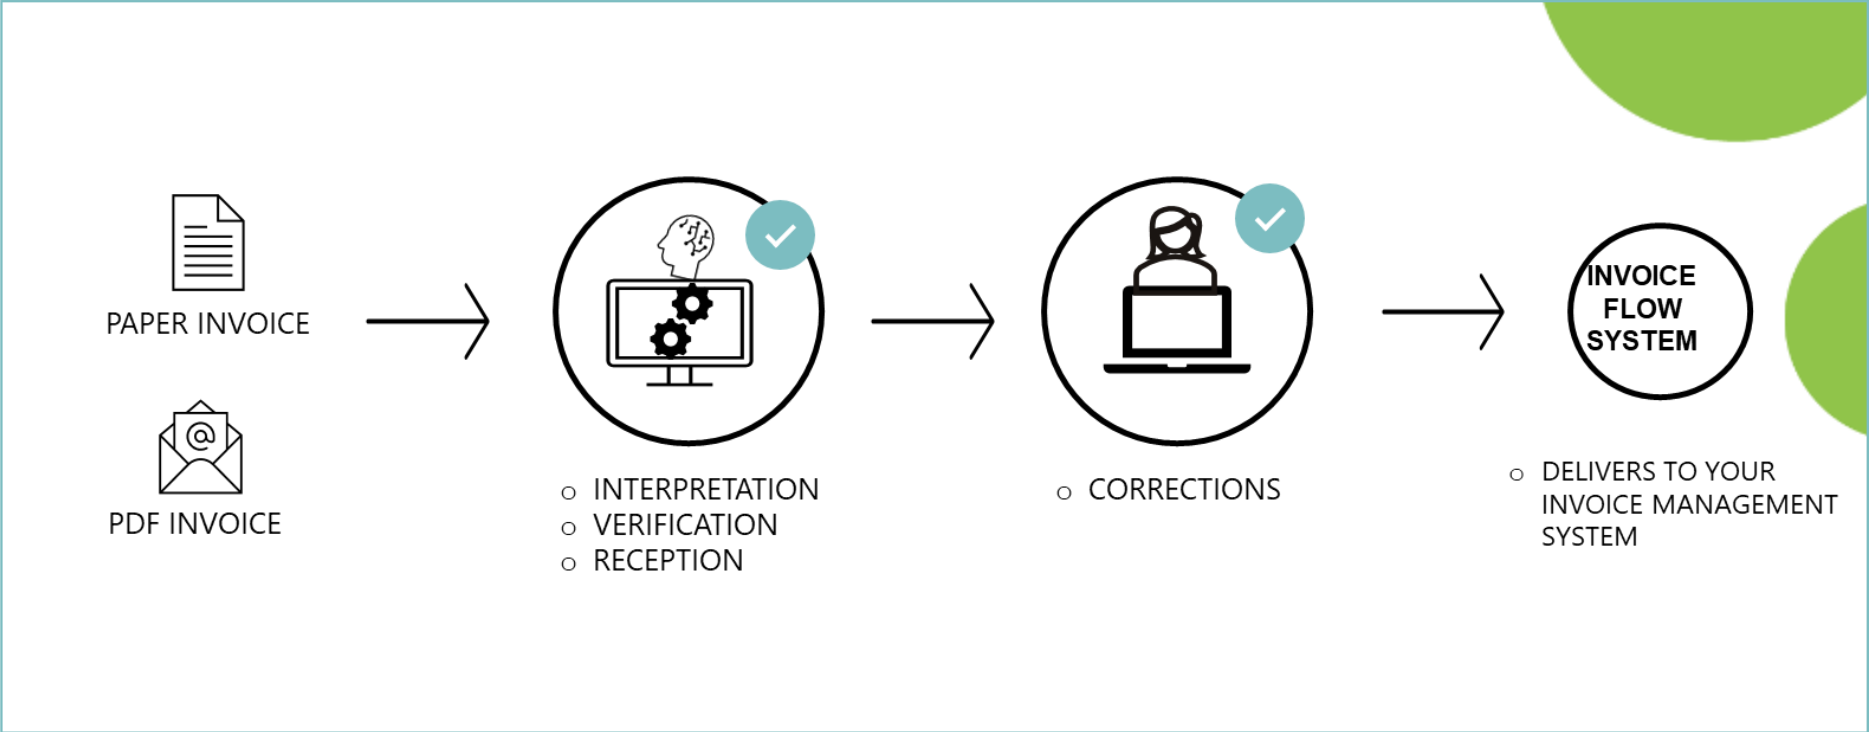 PAPER INVOICE
PDF INVOICE
o INTERPRETATION
o VERIFICATION
o RECEPTION
o CORRECTIONS
INVOICE
FLOW
SYSTEM
o DELIVERS TO YOUR
INVOICE MANAGEMENT
SYSTEM